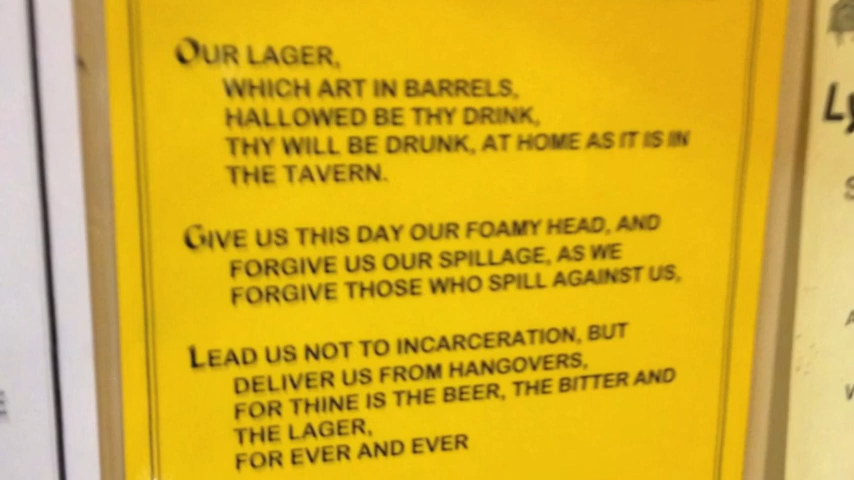 OUR LAGER,
WHICH ART IN BARRELS,
HALLOWED BE THY DRINK,
THY WILL BE DRUNK, AT HOME AS IT IS IN
THE TAVERN.
GIVE US THIS DAY OUR FOAMY HEAD, AND
FORGIVE US OUR SPILLAGE, AS WE
FORGIVE THOSE WHO SPILL AGAINST US,
LEAD US NOT TO INCARCERATION, BUT
DELIVER US FROM HANGOVERS,
FOR THINE IS THE BEER, THE BITTER AND
THE LAGER,
FOR EVER AND EVER